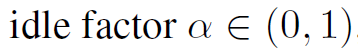 idle factor α ∈ (0, 1).